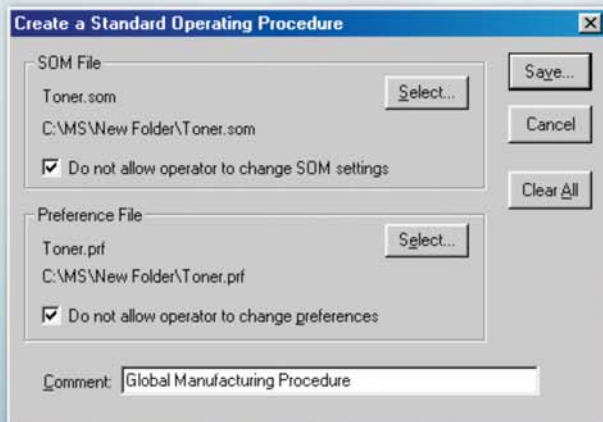 Create a Standard Operating Procedure
SOM File
Toner.som
Select...
C:\MS\New Folder\Toner.som
Do not allow operator to change SOM settings
Preference File
Toner.prf
Select...
C:\MS\New Folder\Toner.prf
Do not allow operator to change preferences
Comment: Global Manufacturing Procedure
Save...
Cancel
Clear All